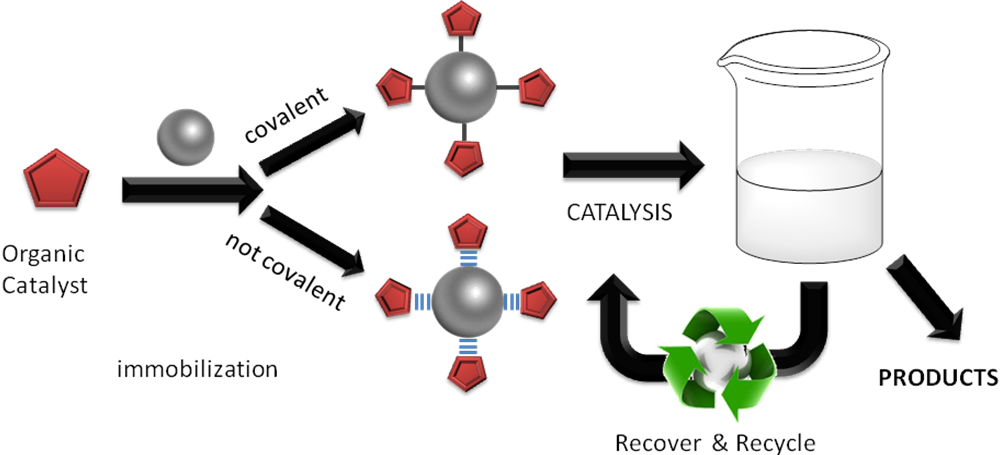 Organic
Catalyst
immobilization
covalent
not covalent
CATALYSIS
Recover & Recycle
PRODUCTS